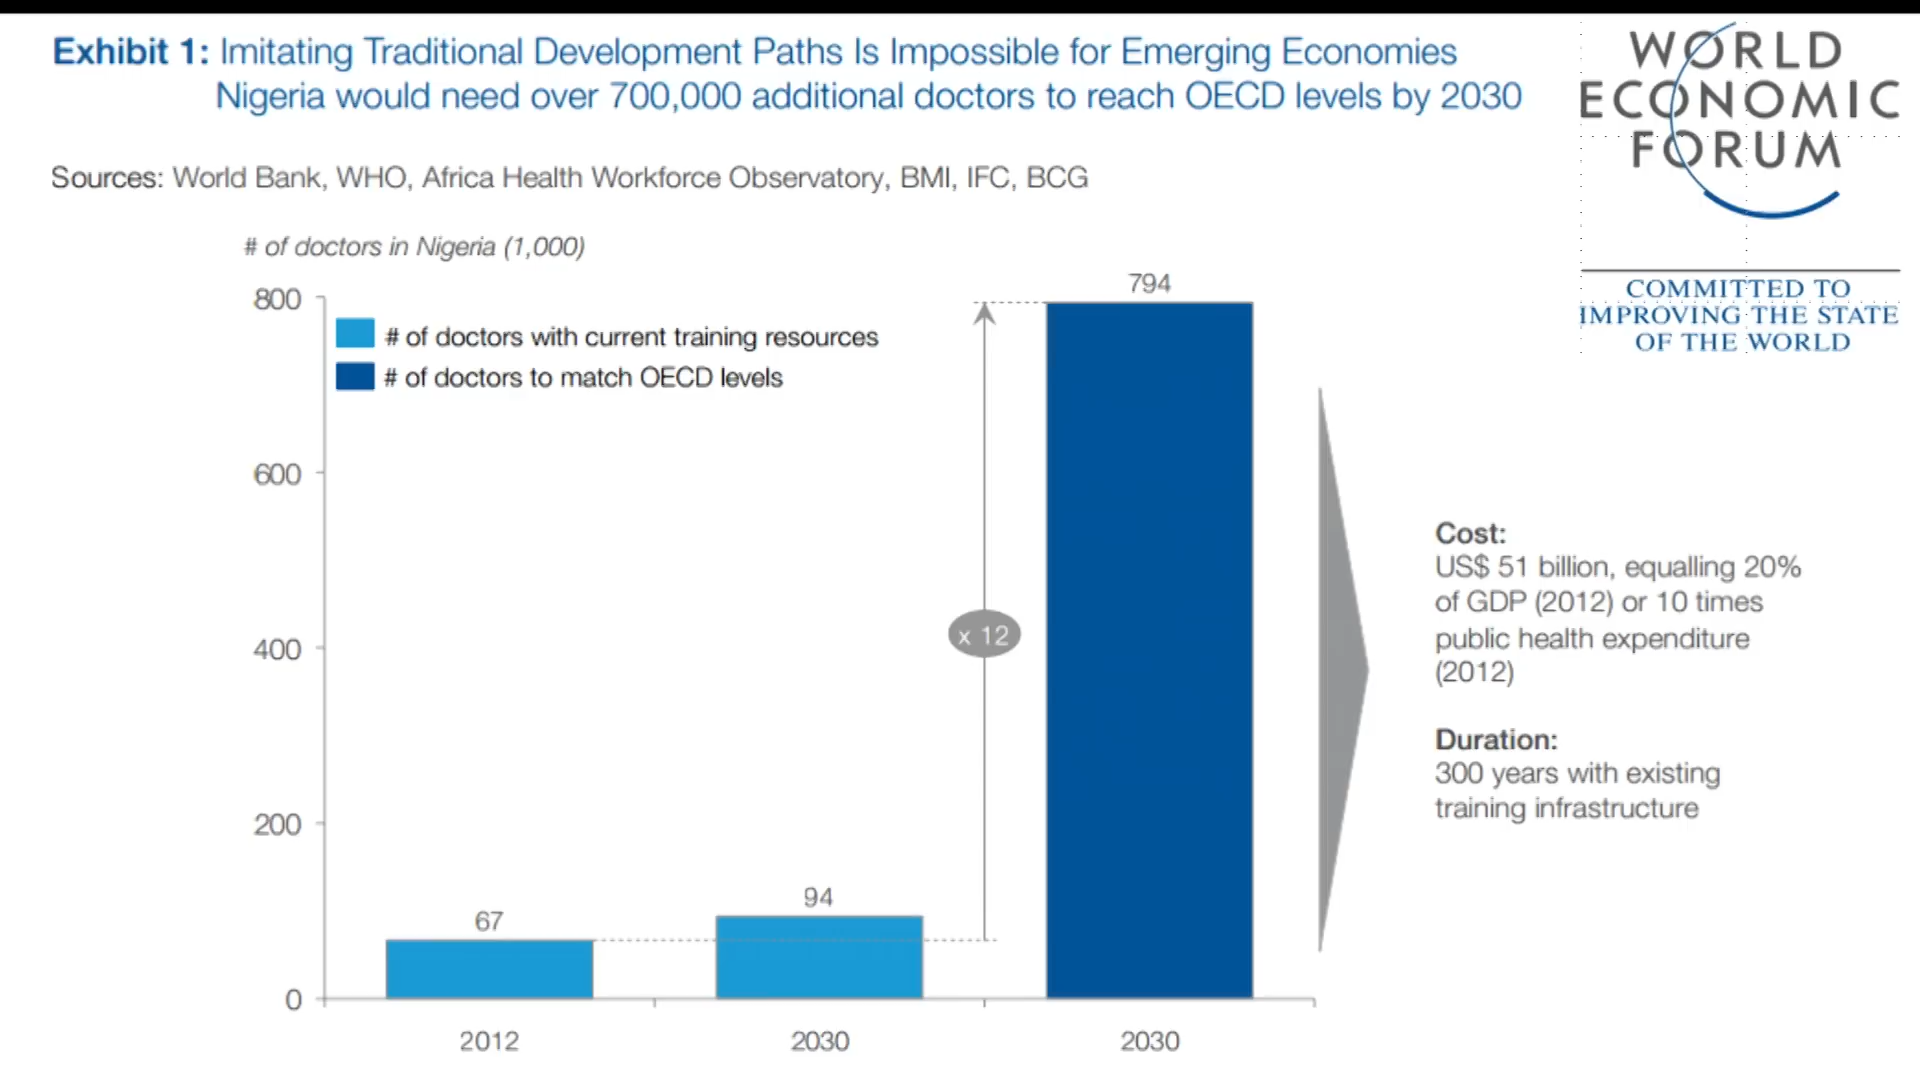 Exhibit 1: Imitating Traditional Development Paths Is Impossible for Emerging Economies
Nigeria would need over 700,000 additional doctors to reach OECD levels by 2030
Sources: World Bank, WHO, Africa Health Workforce Observatory, BMI, IFC, BCG
WORLD
ECONOMIC
FORUM
COMMITTED TO
IMPROVING THE STATE
OF THE WORLD
# of doctors in Nigeria (1,000)
800
600
400
200
0
# of doctors with current training resources
# of doctors to match OECD levels
67
94
794
x 12
2012
2030
2030
Cost:
US$ 51 billion, equalling 20%
of GDP (2012) or 10 times
public health expenditure
(2012)
Duration:
300 years with existing
training infrastructure